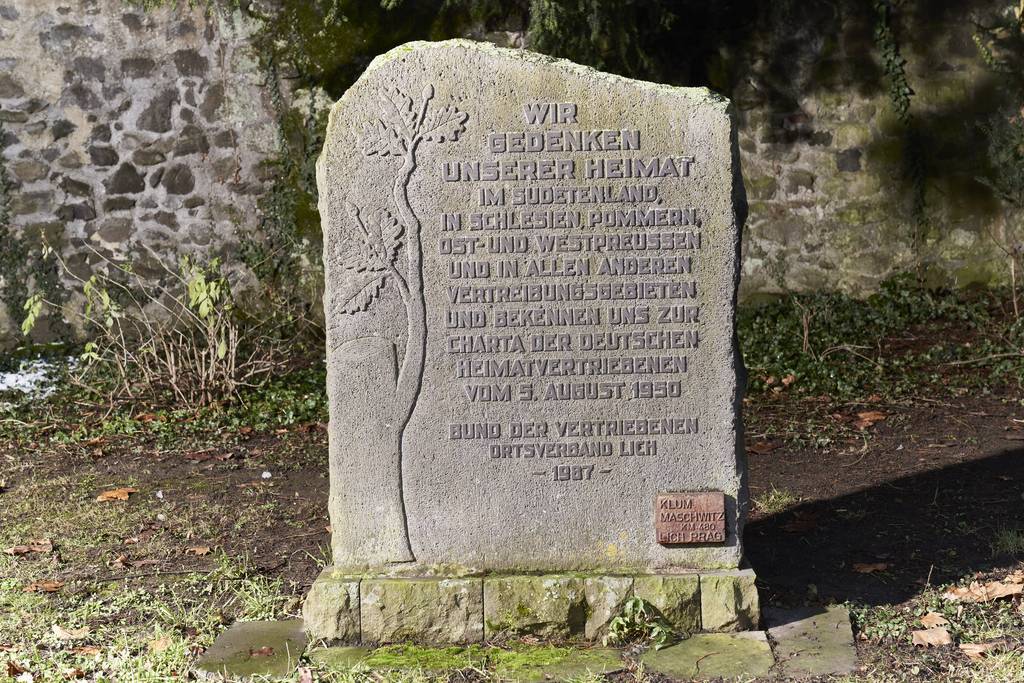 WIR
GEDENKEN
UNSERER HEIMAT
IM SUDETENLAND,
IN SCHLESIEN, POMMERN,
OST- UND WESTPREUSSEN
UND IN ALLEN ANDEREN
VERTREIBUNGSGEBIETEN
UND BEKENNEN UNS ZUR
CHARTA DER DEUTSCHEN
HEIMATVERTRIEBENEN
VOM 5. AUGUST 1950
BUND DER VERTRIEBENEN
ORTSVERBAND LICH
- 1987 -
KLUM
MASCHWITZ
KM 480
LICH PRAG